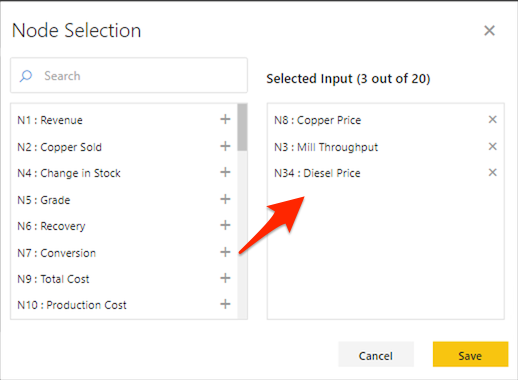 Node Selection
Search
N1 : Revenue
N2 : Copper Sold
N4 : Change in Stock
N5 : Grade
N6 : Recovery
N7 : Conversion
N9 : Total Cost
N10 : Production Cost
Selected Input (3 out of 20)
N8 : Copper Price
N3 : Mill Throughput
N34 : Diesel Price
Cancel
Save